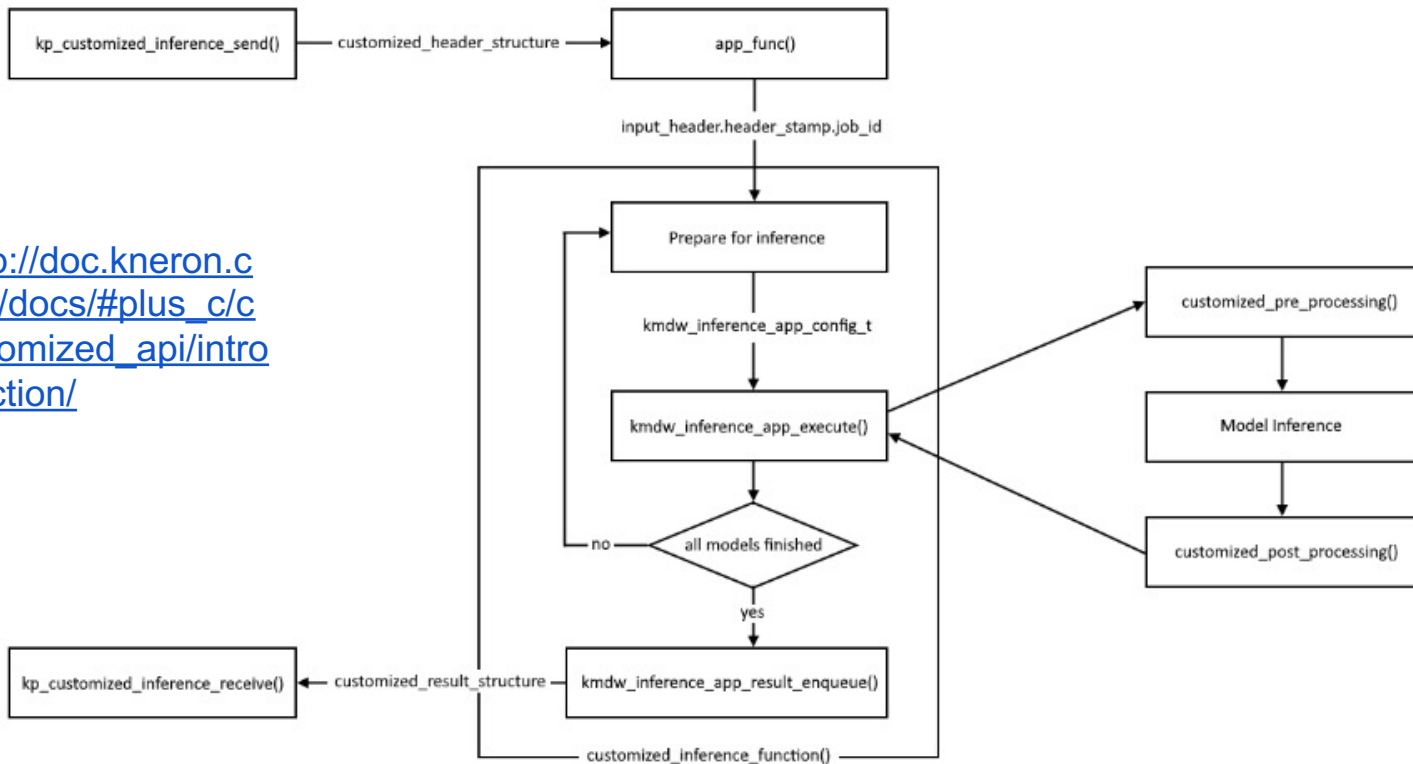 kp_customized_inference_send()
customized_header_structure
app_func()
input_header.header_stamp.job_id
Prepare for inference
p://doc.kneron.c
/docs/#plus_c/c
omized_api/intro
ction/
kmdw_inference_app_config_t
customized_pre_processing()
kmdw_inference_app_execute()
Model Inference
no
all models finished
customized_post_processing()
yes
kp_customized_inference_receive()
customized_result_structure
kmdw_inference_app_result_enqueue()
customized_inference_function()